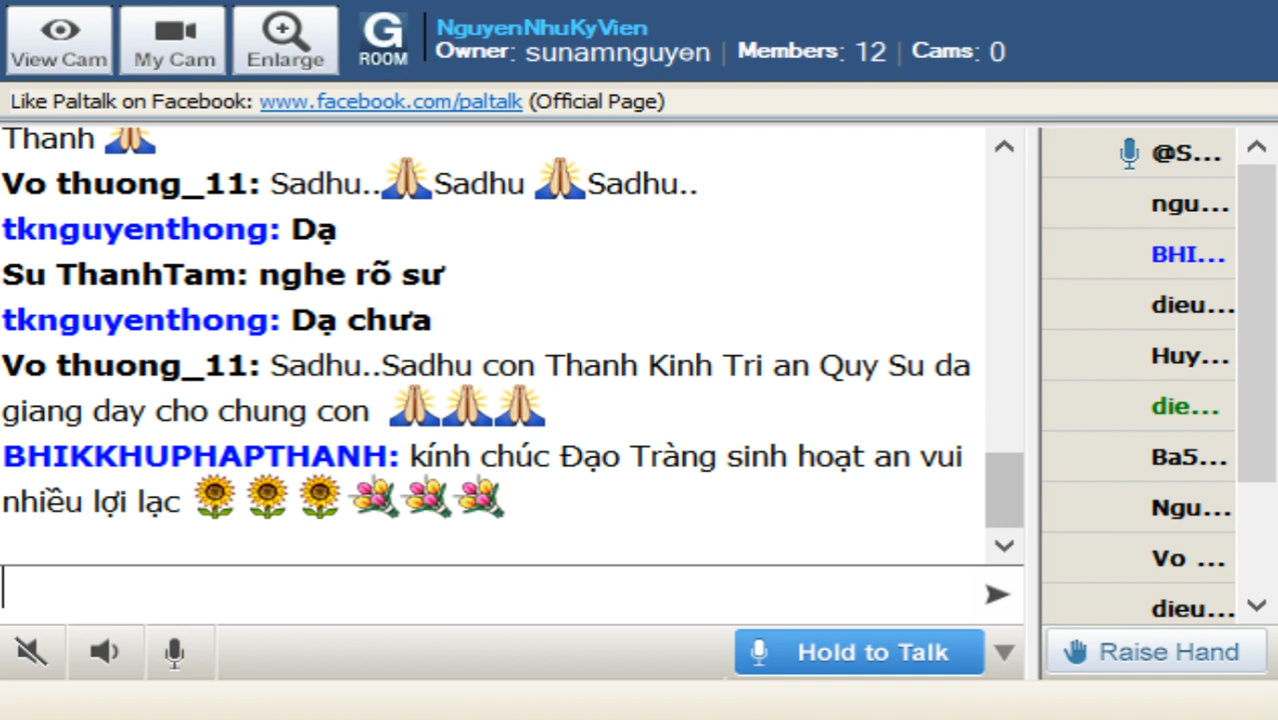 View Cam
My Cam
Enlarge
G
ROOM
NguyenNhuKyVien
Owner: sunamnguyen | Members: 12 | Cams: 0
Like Paltalk on Facebook: www.facebook.com/paltalk (Official Page)
Thanh
Vo thuong_11: Sadhu..Sadhu Sadhu..
tknguyenthong: Dạ
Su ThanhTam: nghe rõ sư
tknguyenthong: Dạ chưa
Vo thuong_11: Sadhu..Sadhu con Thanh Kinh Tri an Quy Su da
giang day cho chung con
BHIKKHUPHAPTHANH: kính chúc Đạo Tràng sinh hoạt an vui
nhiều lợi lạc
@S...
ngu...
BHI...
dieu...
Huy...
die...
Ba5...
Ngu...
Vo ...
dieu...
Hold to Talk
Raise Hand